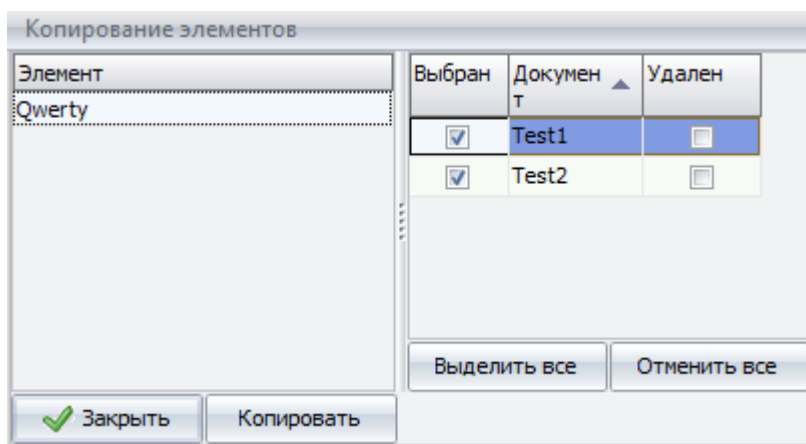 Копирование элементов
Элемент
Qwerty
Выбран
Докумен
т
Удален
Test1
Test2
Выделить все
Отменить все
Закрыть
Копировать